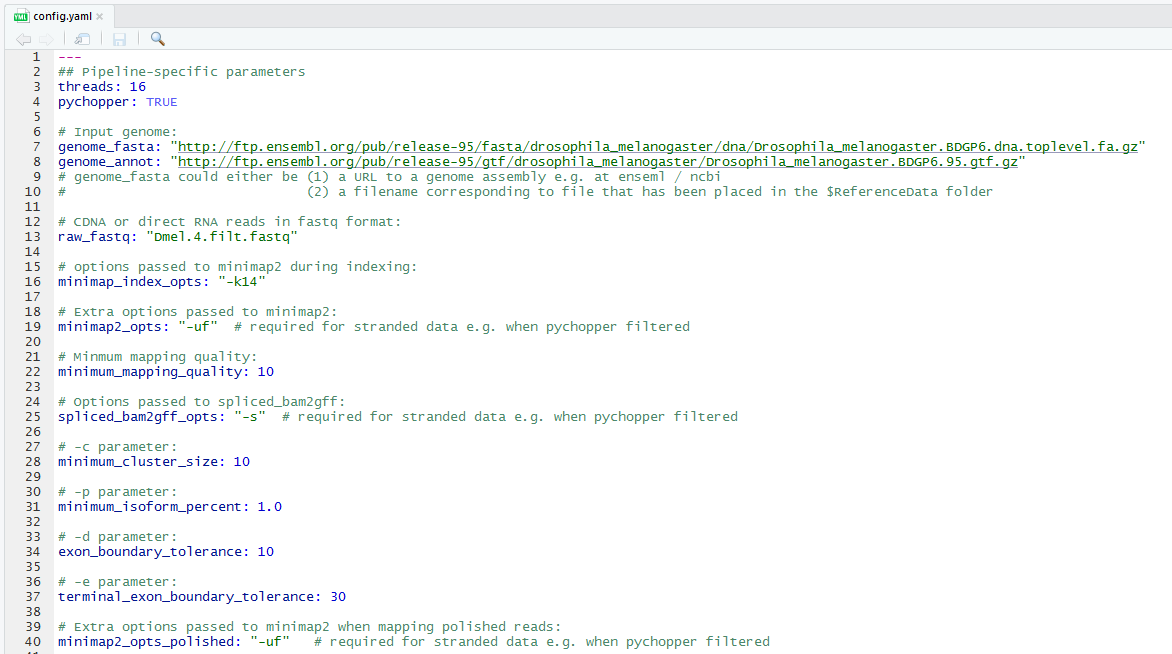 config.yaml
1 ---
2 ## Pipeline-specific parameters
3 threads: 16
4 pychopper: TRUE
5
6 # Input genome:
7 genome_fasta: "http://ftp.ensembl.org/pub/release-95/fasta/drosophila_melanogaster/dna/Drosophila_melanogaster.BDGP6.dna.toplevel.fa.gz"
8 genome_annot: "http://ftp.ensembl.org/pub/release-95/gtf/drosophila_melanogaster/Drosophila_melanogaster.BDGP6.95.gtf.gz"
9 # genome_fasta could either be (1) a URL to a genome assembly e.g. at enseml / ncbi
10 #                              (2) a filename corresponding to file that has been placed in the $ReferenceData folder
11
12 # CDNA or direct RNA reads in fastq format:
13 raw_fastq: "Dmel.4.filt.fastq"
14
15 # options passed to minimap2 during indexing:
16 minimap_index_opts: "-k14"
17
18 # Extra options passed to minimap2:
19 minimap2_opts: "-uf"  # required for stranded data e.g. when pychopper filtered
20
21 # Minmum mapping quality:
22 minimum_mapping_quality: 10
23
24 # Options passed to spliced_bam2gff:
25 spliced_bam2gff_opts: "-s"  # required for stranded data e.g. when pychopper filtered
26
27 # -c parameter:
28 minimum_cluster_size: 10
29
30 # -p parameter:
31 minimum_isoform_percent: 1.0
32
33 # -d parameter:
34 exon_boundary_tolerance: 10
35
36 # -e parameter:
37 terminal_exon_boundary_tolerance: 30
38
39 # Extra options passed to minimap2 when mapping polished reads:
40 minimap2_opts_polished: "-uf"   # required for stranded data e.g. when pychopper filtered